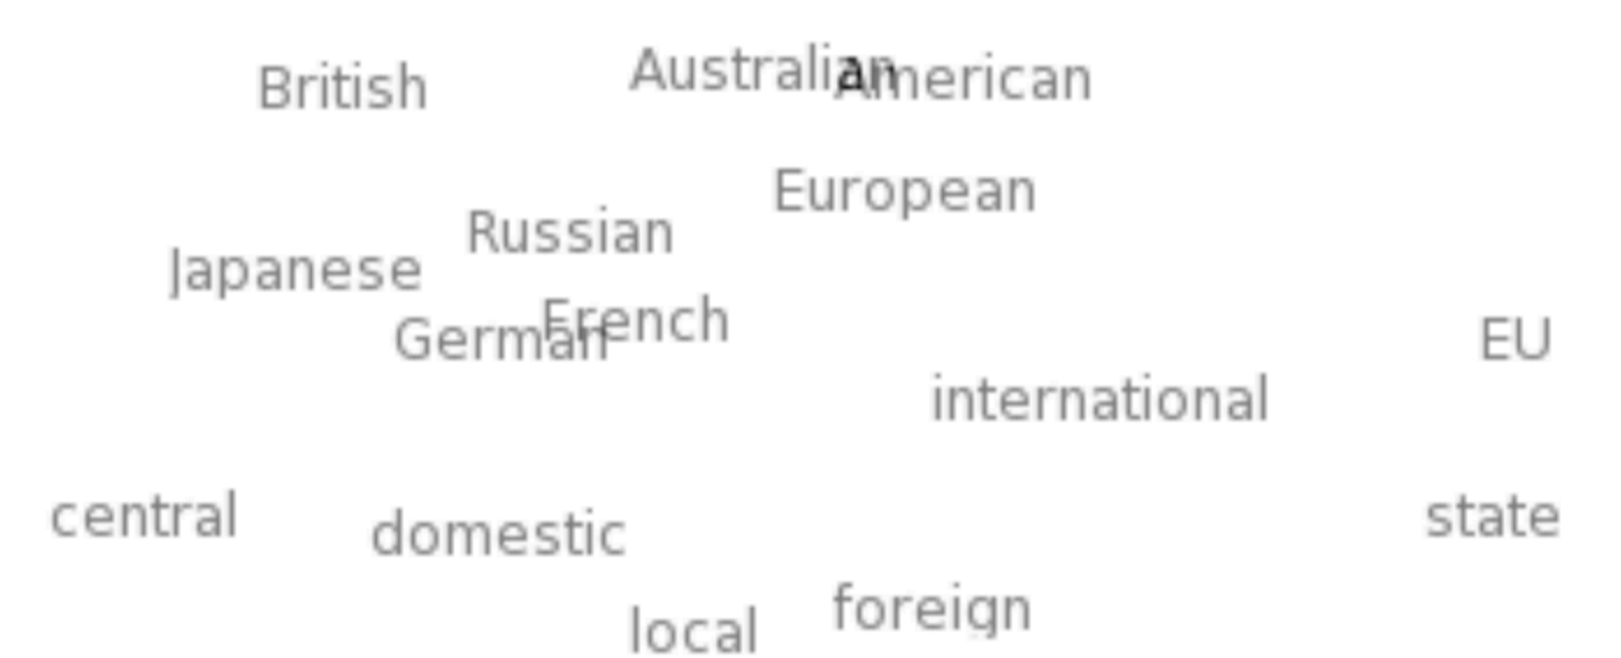 British Australian American
European
Russian
Japanese
French
German EU
international
central domestic state
foreign
local